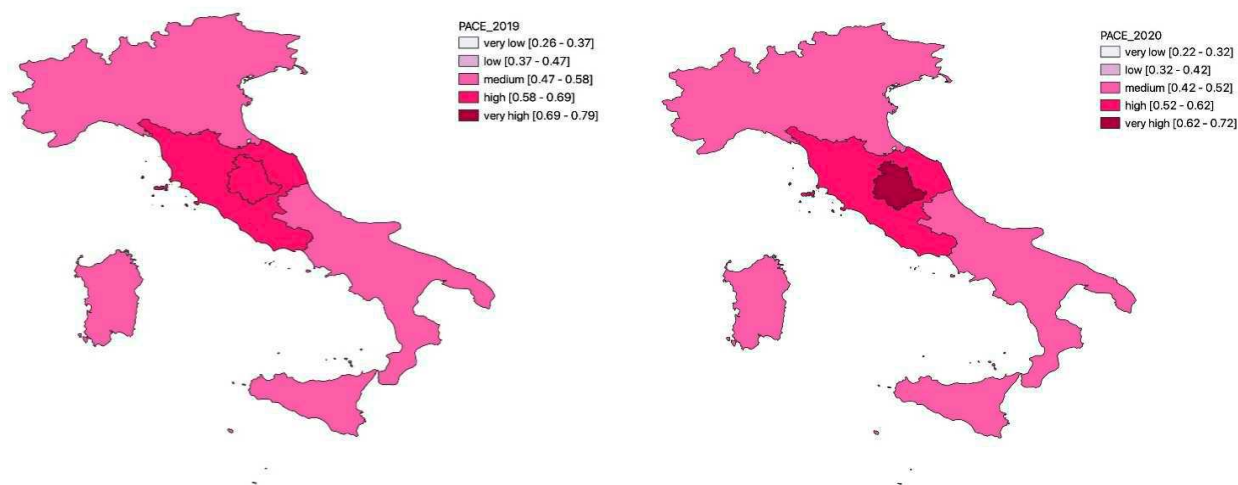 PACE_2019
very low [0.26 - 0.37]
low [0.37 - 0.47]
medium [0.47 - 0.58]
high [0.58 - 0.69]
very high [0.69 - 0.79]
PACE_2020
very low [0.22 - 0.32]
low [0.32 - 0.42]
medium [0.42 - 0.52]
high [0.52 - 0.62]
very high [0.62 - 0.72]